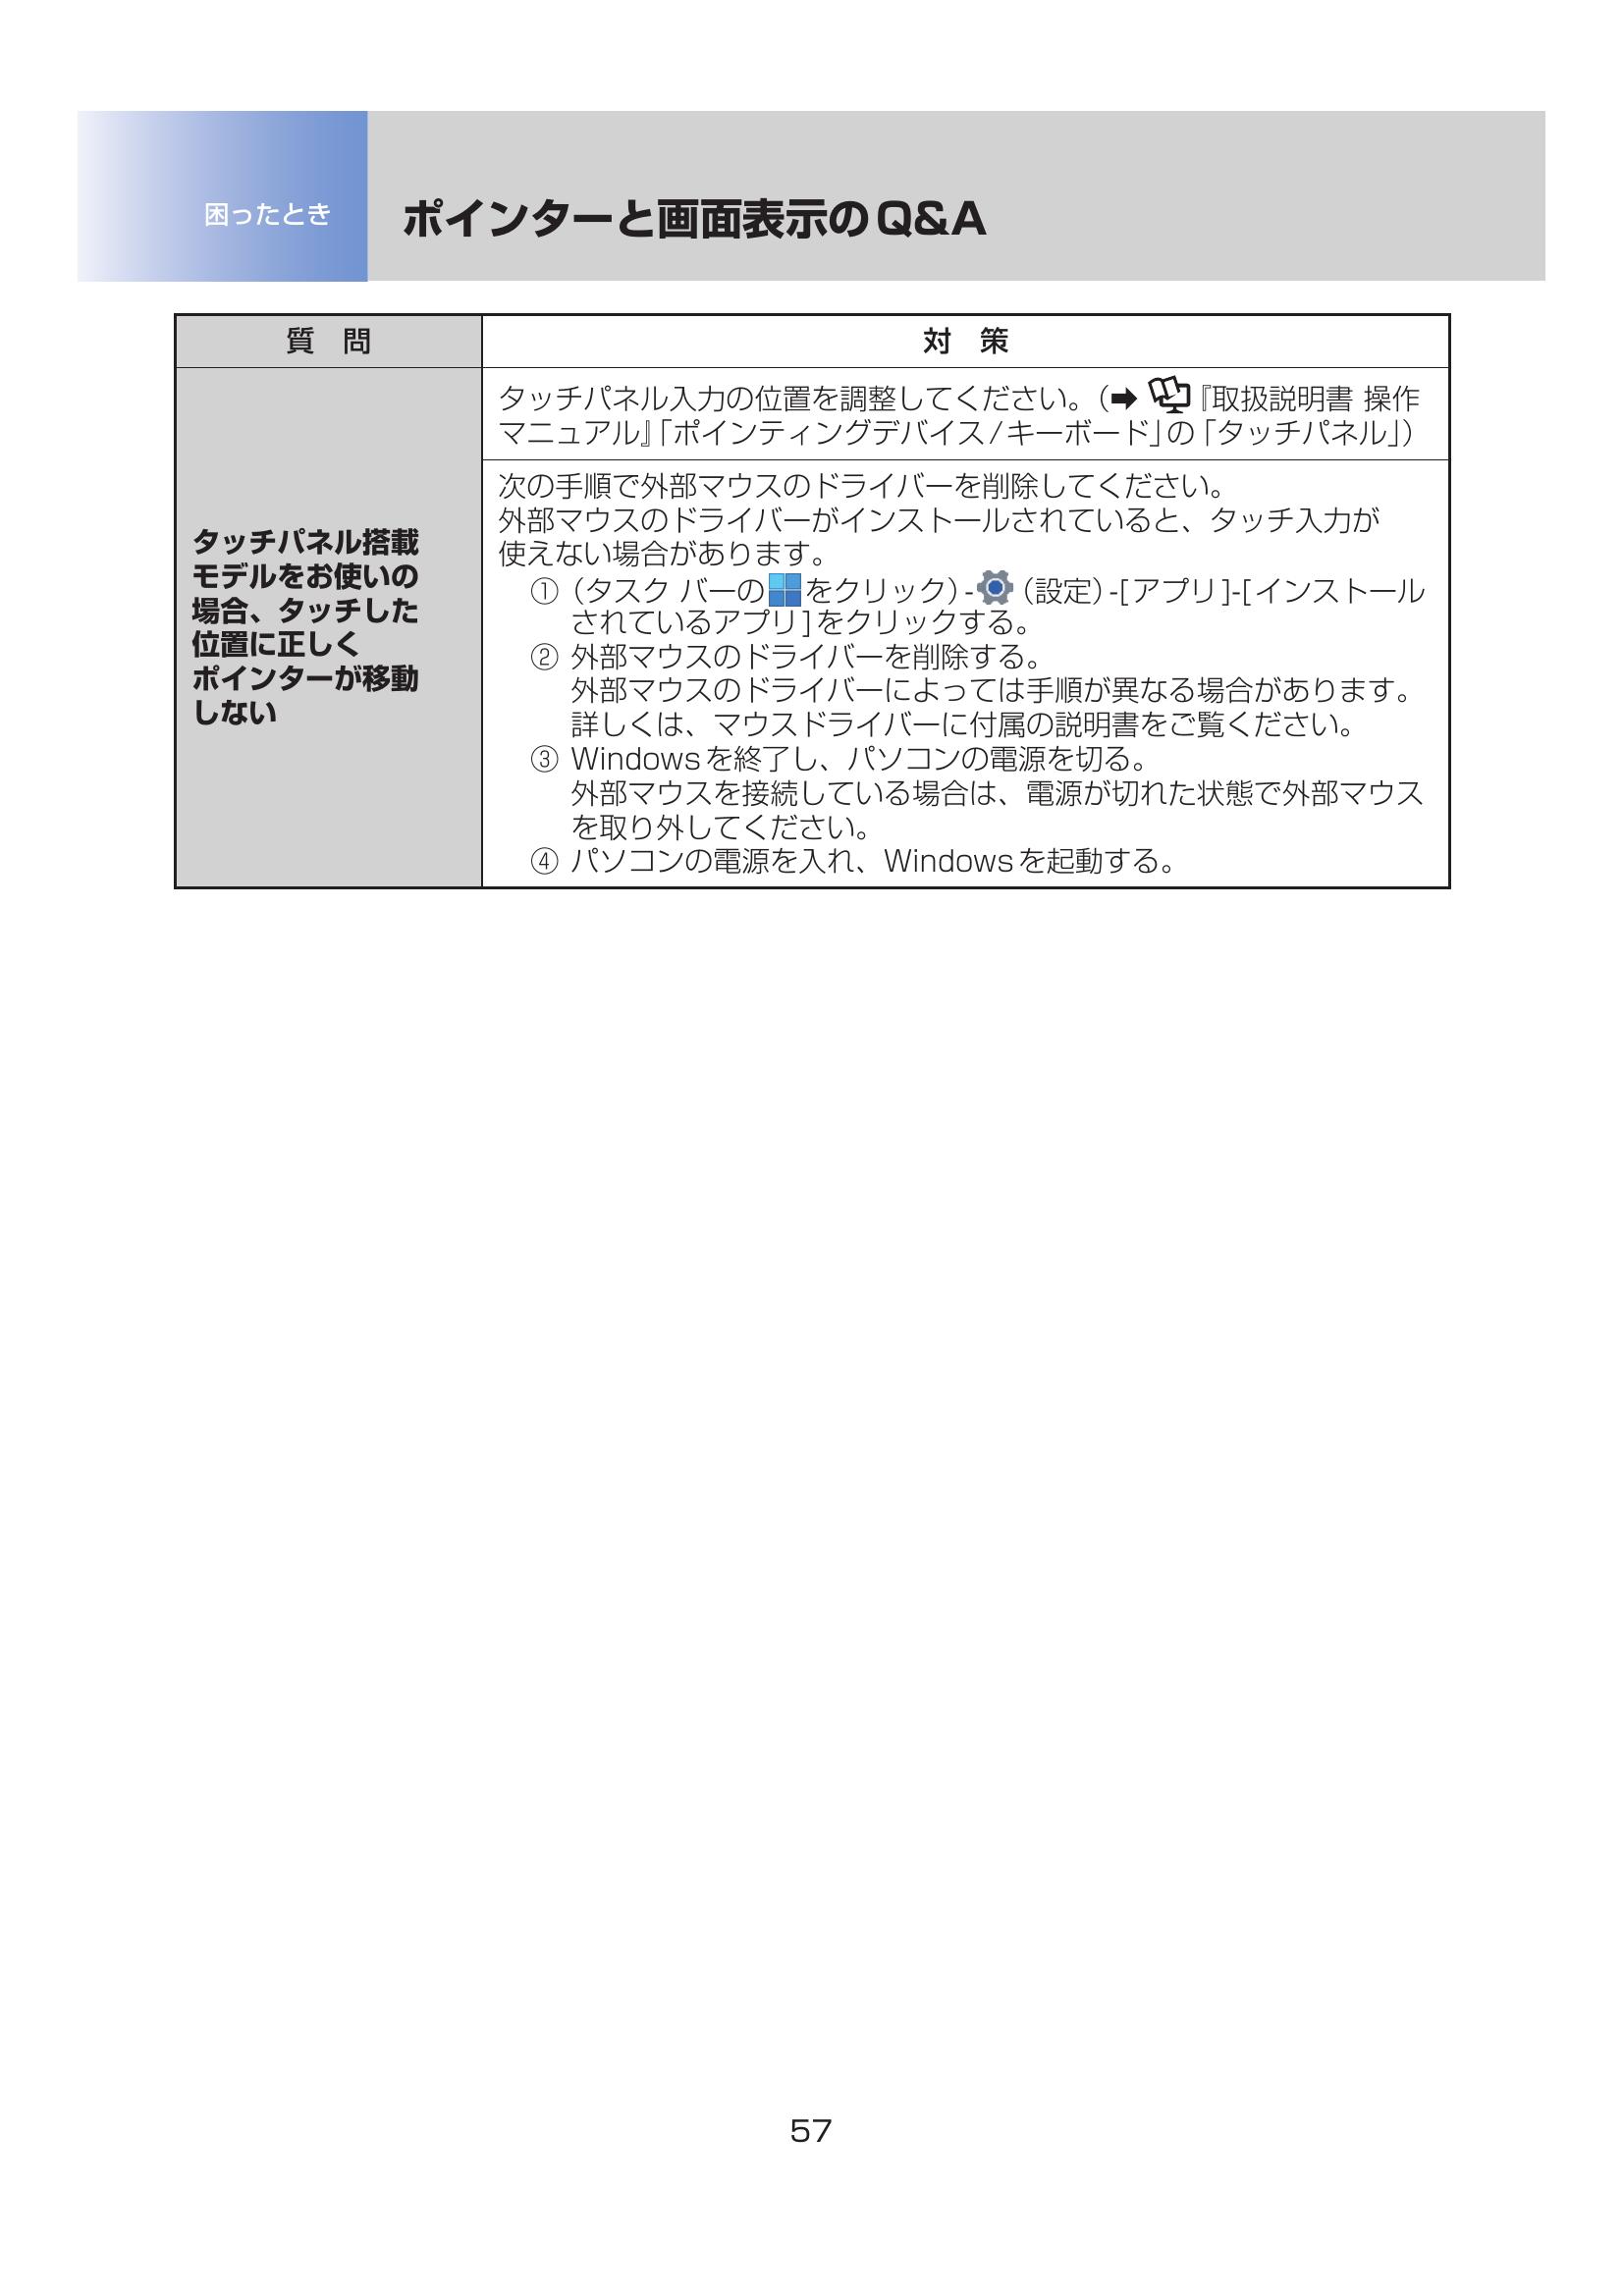 困ったとき
ポインターと画面表示のQ&A
質 問
対 策
タッチパネル搭載
モデルをお使いの
場合、タッチした
位置に正しく
ポインターが移動
しない
タッチパネル入力の位置を調整してください。(➡『取扱説明書 操作
マニュアル』「ポインティングデバイス/キーボード」の「タッチパネル」)
次の手順で外部マウスのドライバーを削除してください。
外部マウスのドライバーがインストールされていると、タッチ入力が
使えない場合があります。
① (タスク バーのをクリック)-(設定)-[アプリ]-[インストール
されているアプリ]をクリックする。
② 外部マウスのドライバーを削除する。
外部マウスのドライバーによっては手順が異なる場合があります。
詳しくは、マウスドライバーに付属の説明書をご覧ください。
③ Windowsを終了し、パソコンの電源を切る。
外部マウスを接続している場合は、電源が切れた状態で外部マウス
を取り外してください。
④ パソコンの電源を入れ、Windowsを起動する。
57